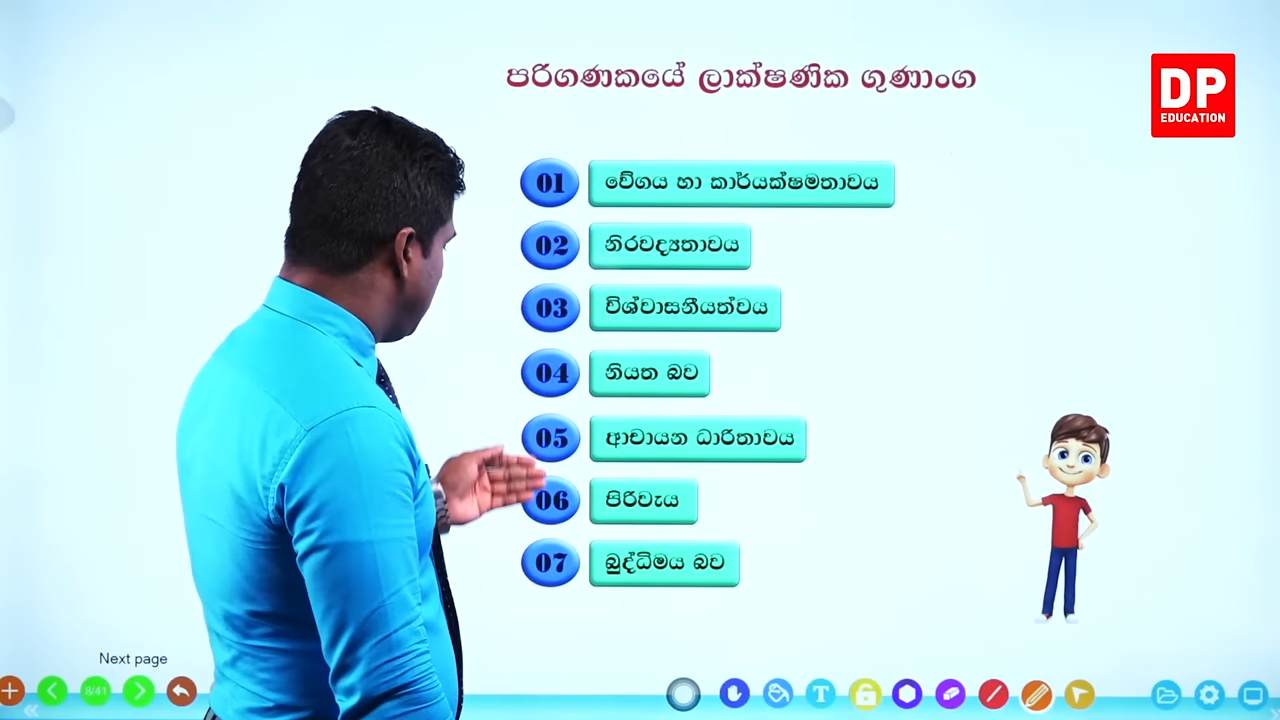 පරිගණකයේ ලාක්ෂණික ගුණාංග
DP
EDUCATION
01 වේගය හා කාර්යක්ෂමතාවය
02 නිරවද්‍යතාවය
03 විශ්වාසනීයත්වය
04 නියත බව
05 ආචායන ධාරිතාවය
06 පිරිවැය
07 බුද්ධිමය බව
Next page
8/41